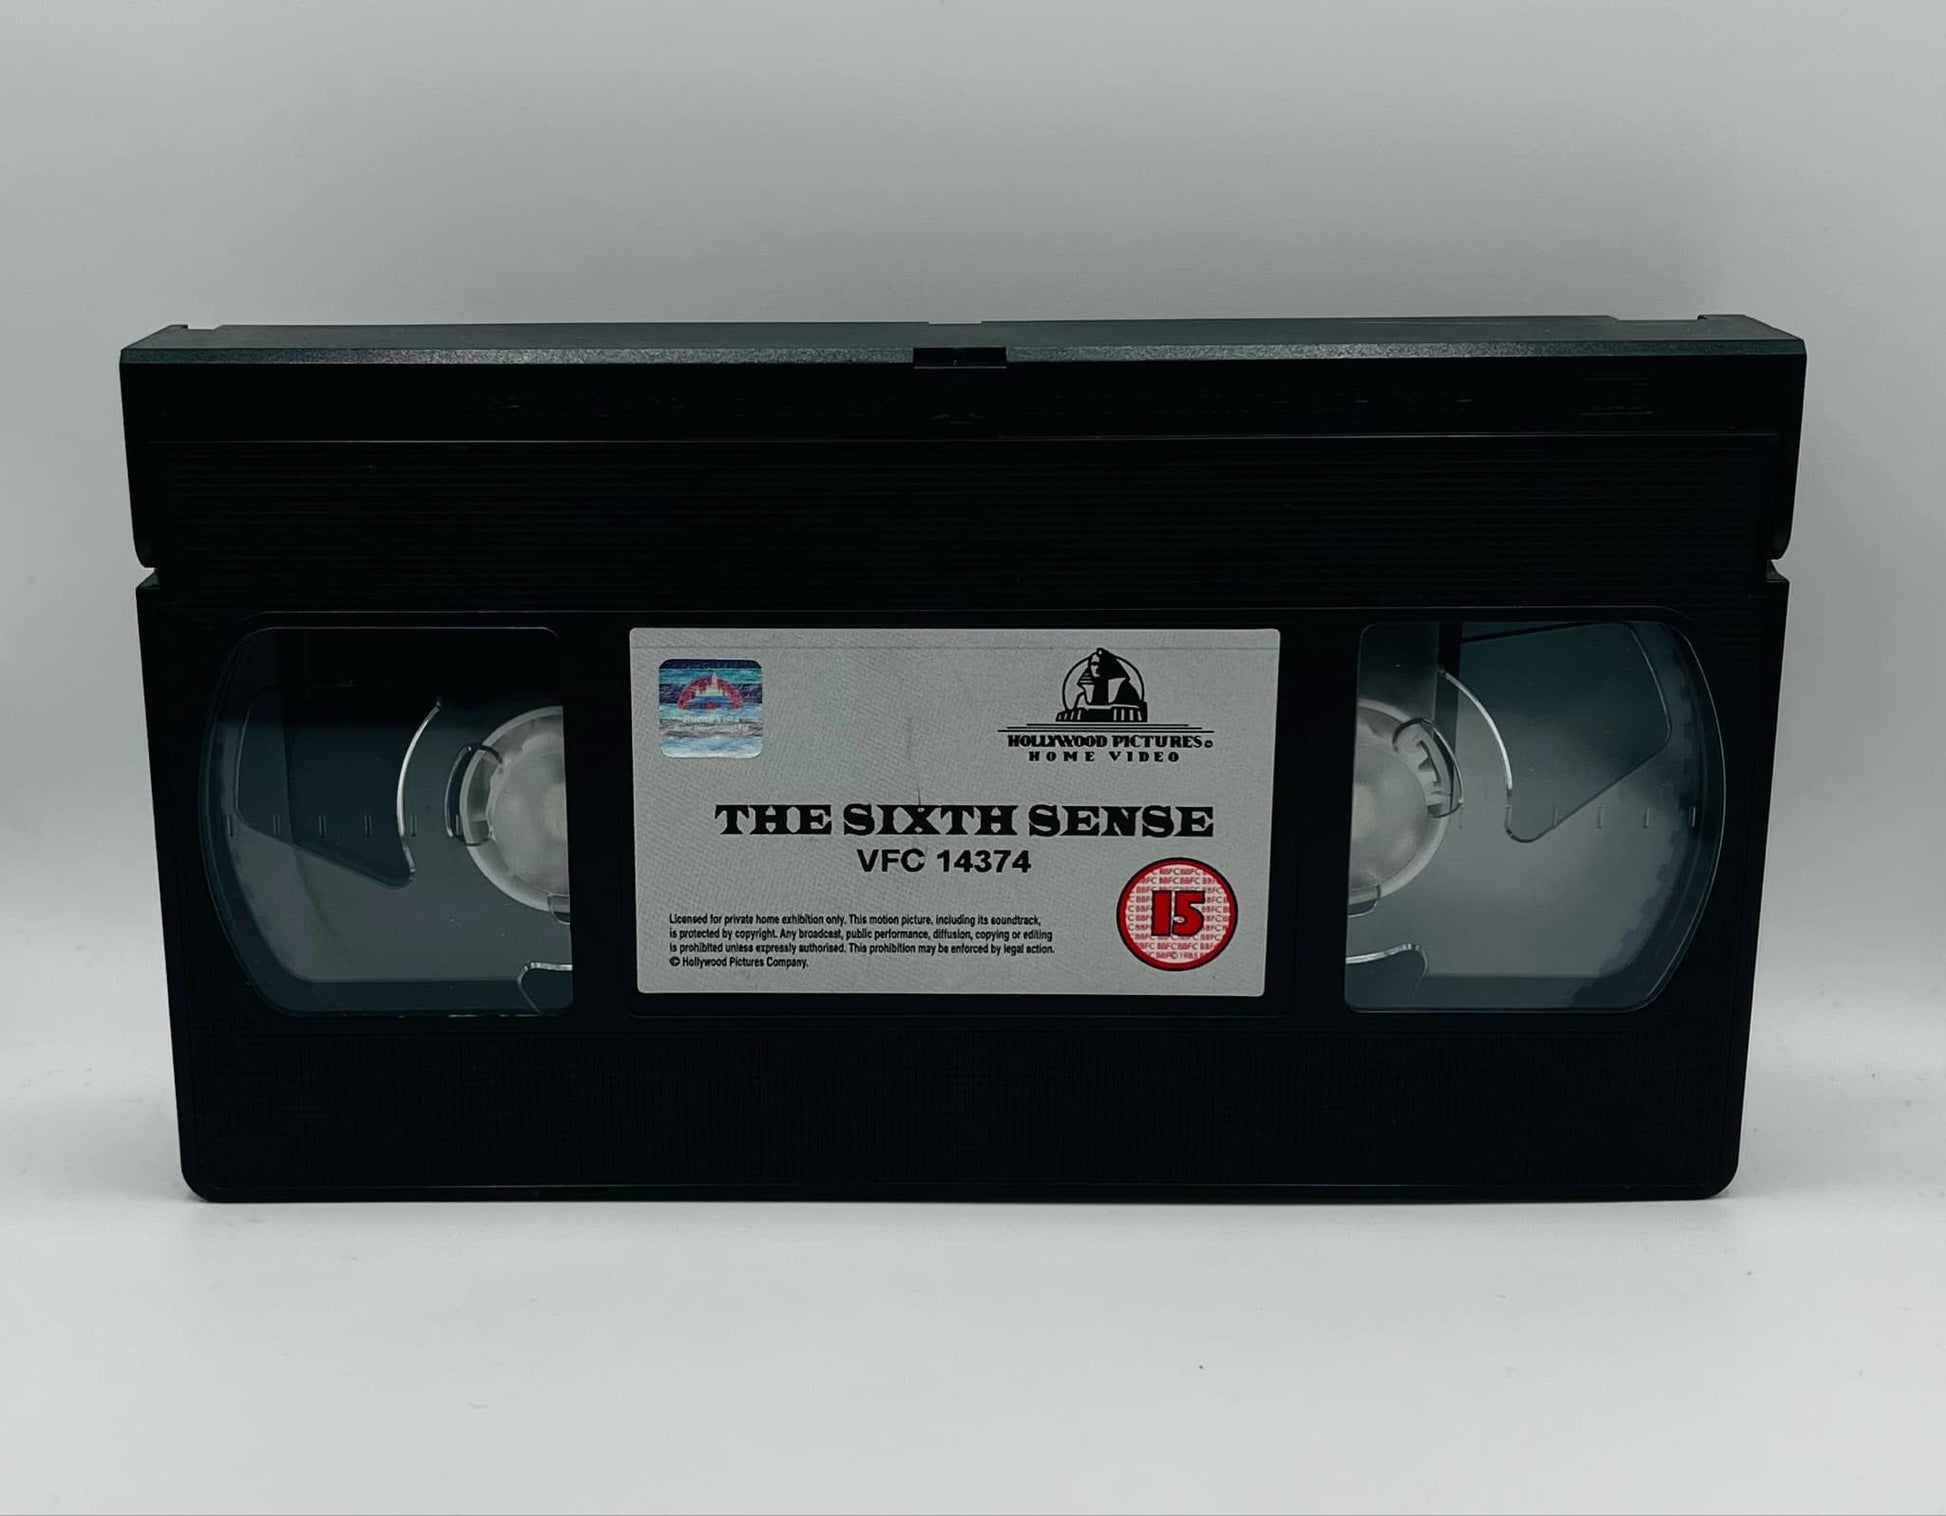 BUENA VISTA
HOLLYWOOD PICTURES©
HOME VIDEO
THE SIXTH SENSE
VFC 14374
15
Licensed for private home exhibition only. This motion picture, including its soundtrack,
is protected by copyright. Any broadcast, public performance, diffusion, copying or editing
is prohibited unless expressly authorised. This prohibition may be enforced by legal action.
© Hollywood Pictures Company.